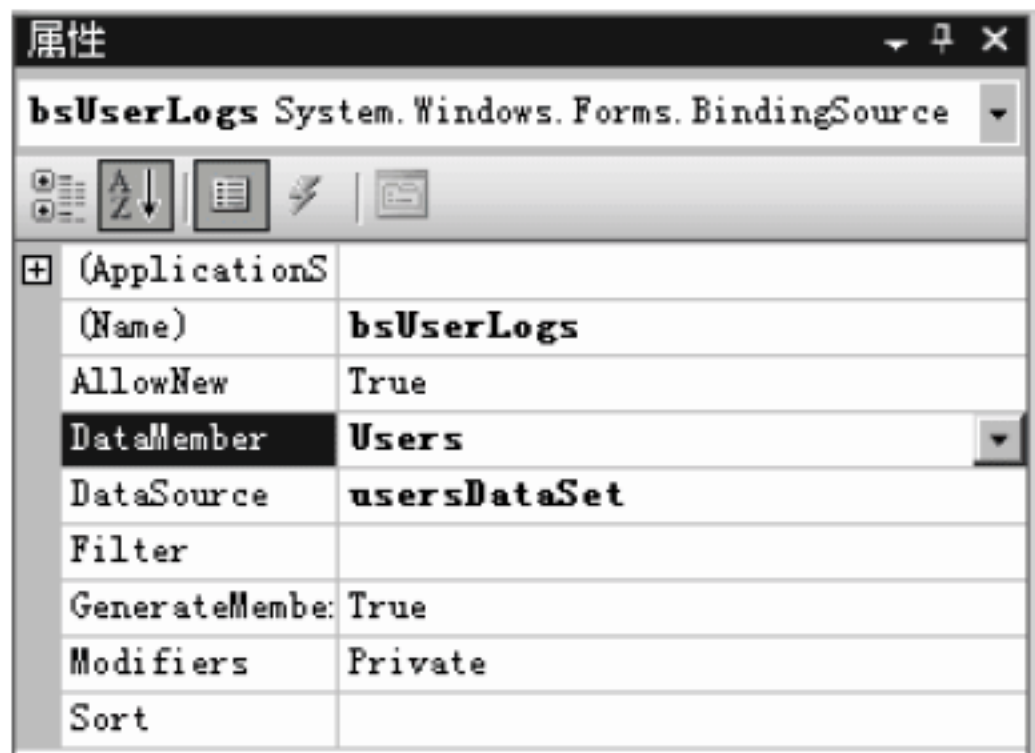 属性
bsUserLogs System.Windows.Forms.BindingSource
(ApplicationS
(Name) bsUserLogs
AllowNew True
DataMember Users
DataSource usersDataSet
Filter
GenerateMember True
Modifiers Private
Sort